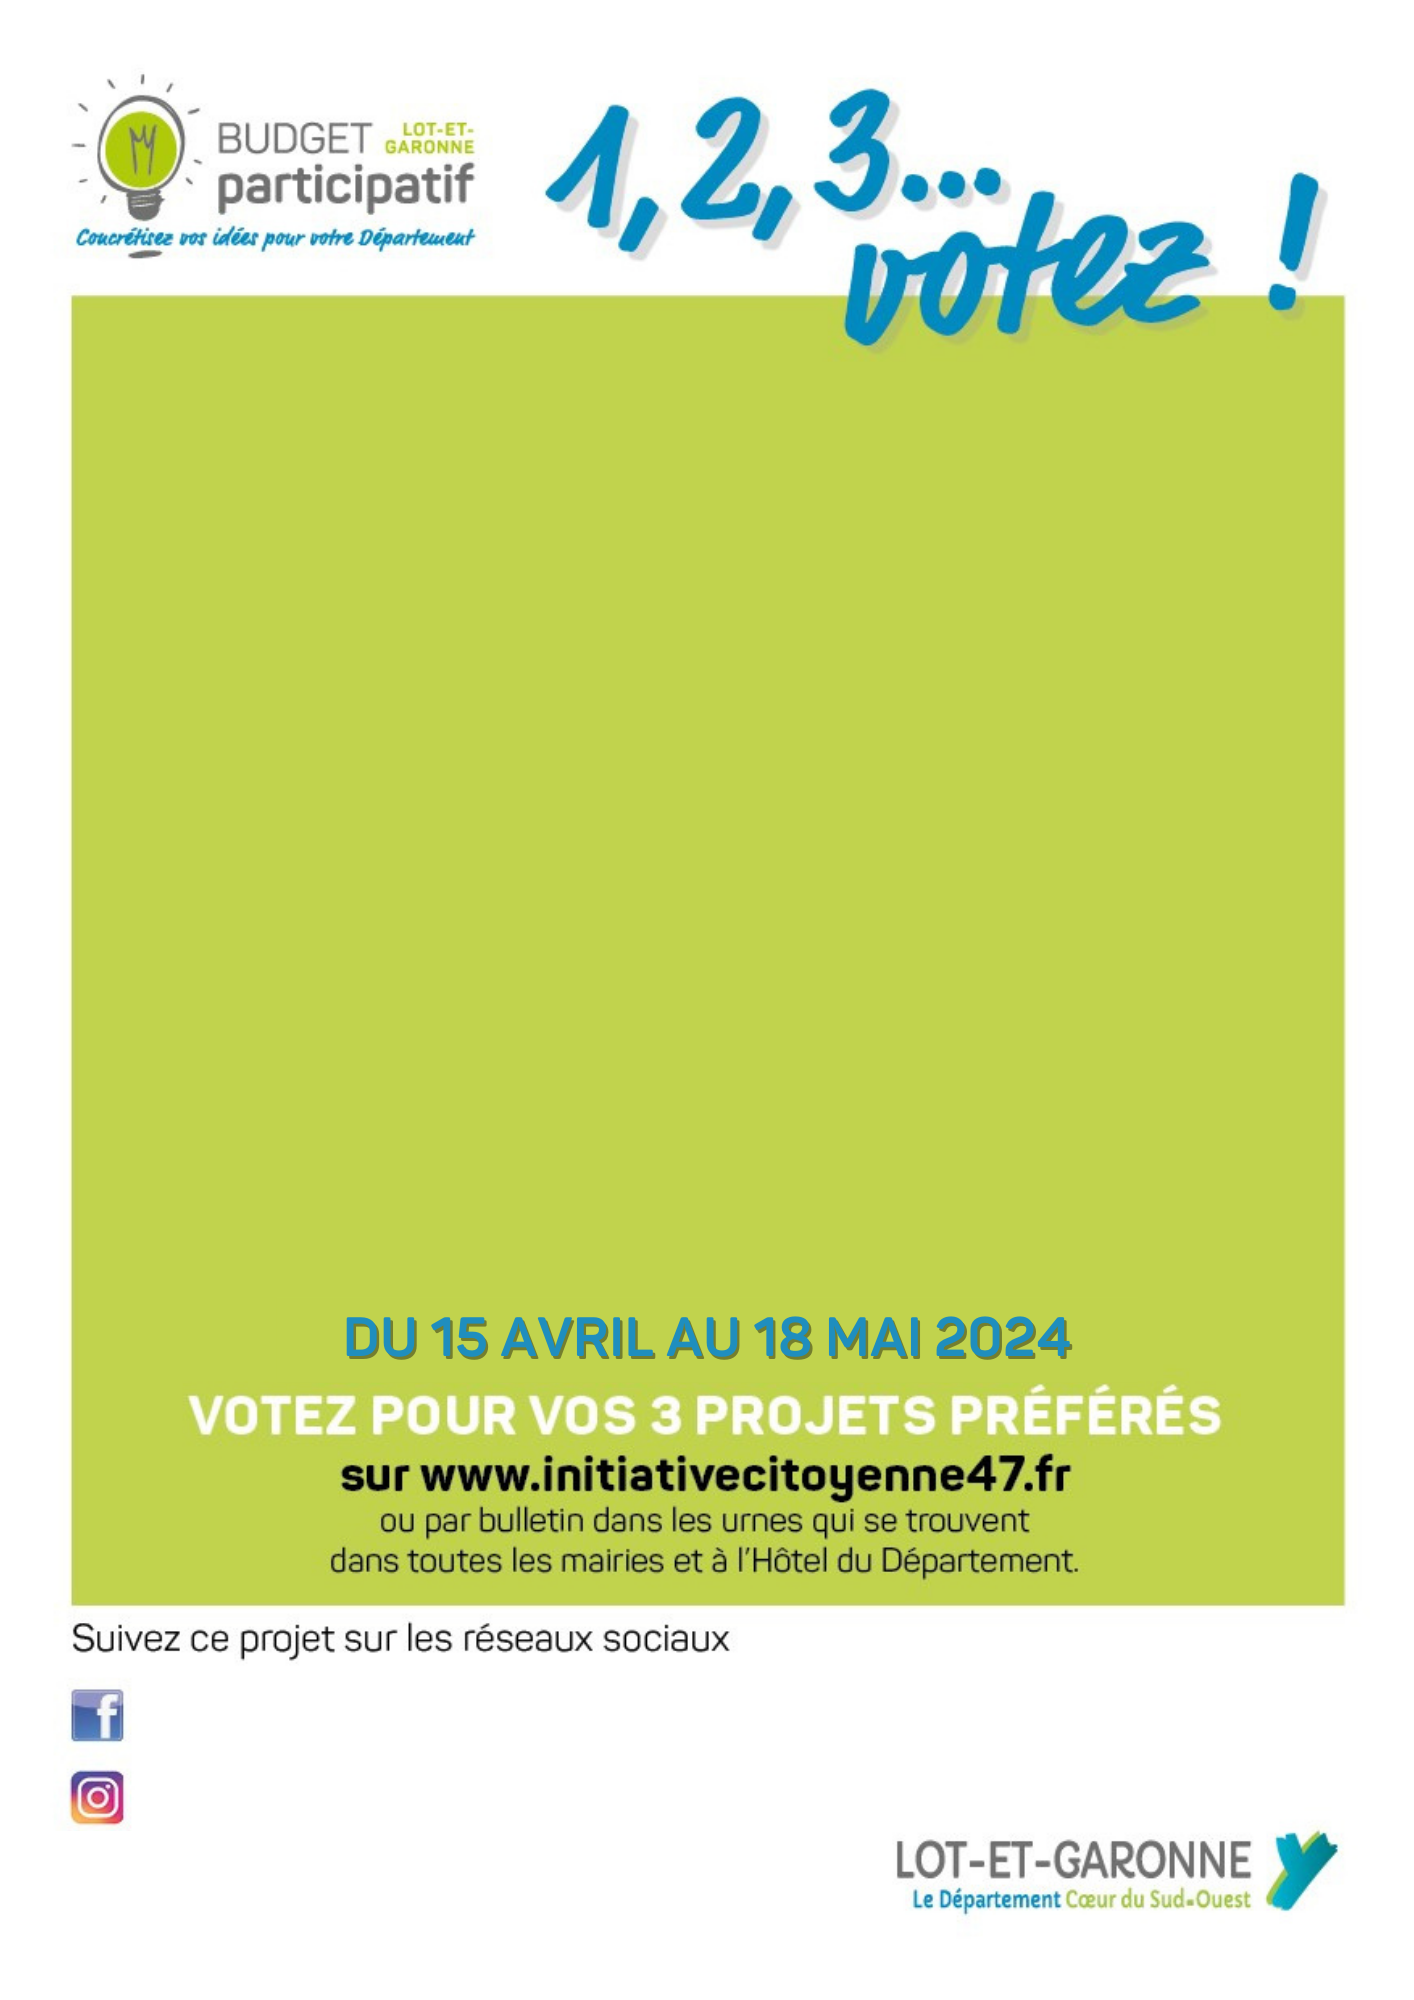 BUDGET LOT-ET-
GARONNE
participatif
Concrétisez vos idées pour votre Département
1, 2, 3...
votez !
DU 15 AVRIL AU 18 MAI 2024
VOTEZ POUR VOS 3 PROJETS PRÉFÉRÉS
sur www.initiativecitoyenne47.fr
ou par bulletin dans les urnes qui se trouvent
dans toutes les mairies et à l'Hôtel du Département.
Suivez ce projet sur les réseaux sociaux
LOT-ET-GARONNE
Le Département Cœur du Sud-Ouest